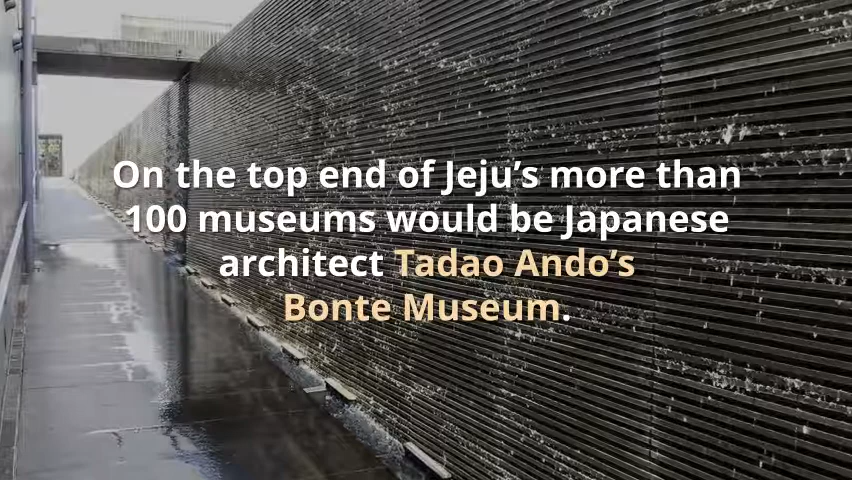 On the top end of Jeju’s more than
100 museums would be Japanese
architect Tadao Ando’s
Bonte Museum.